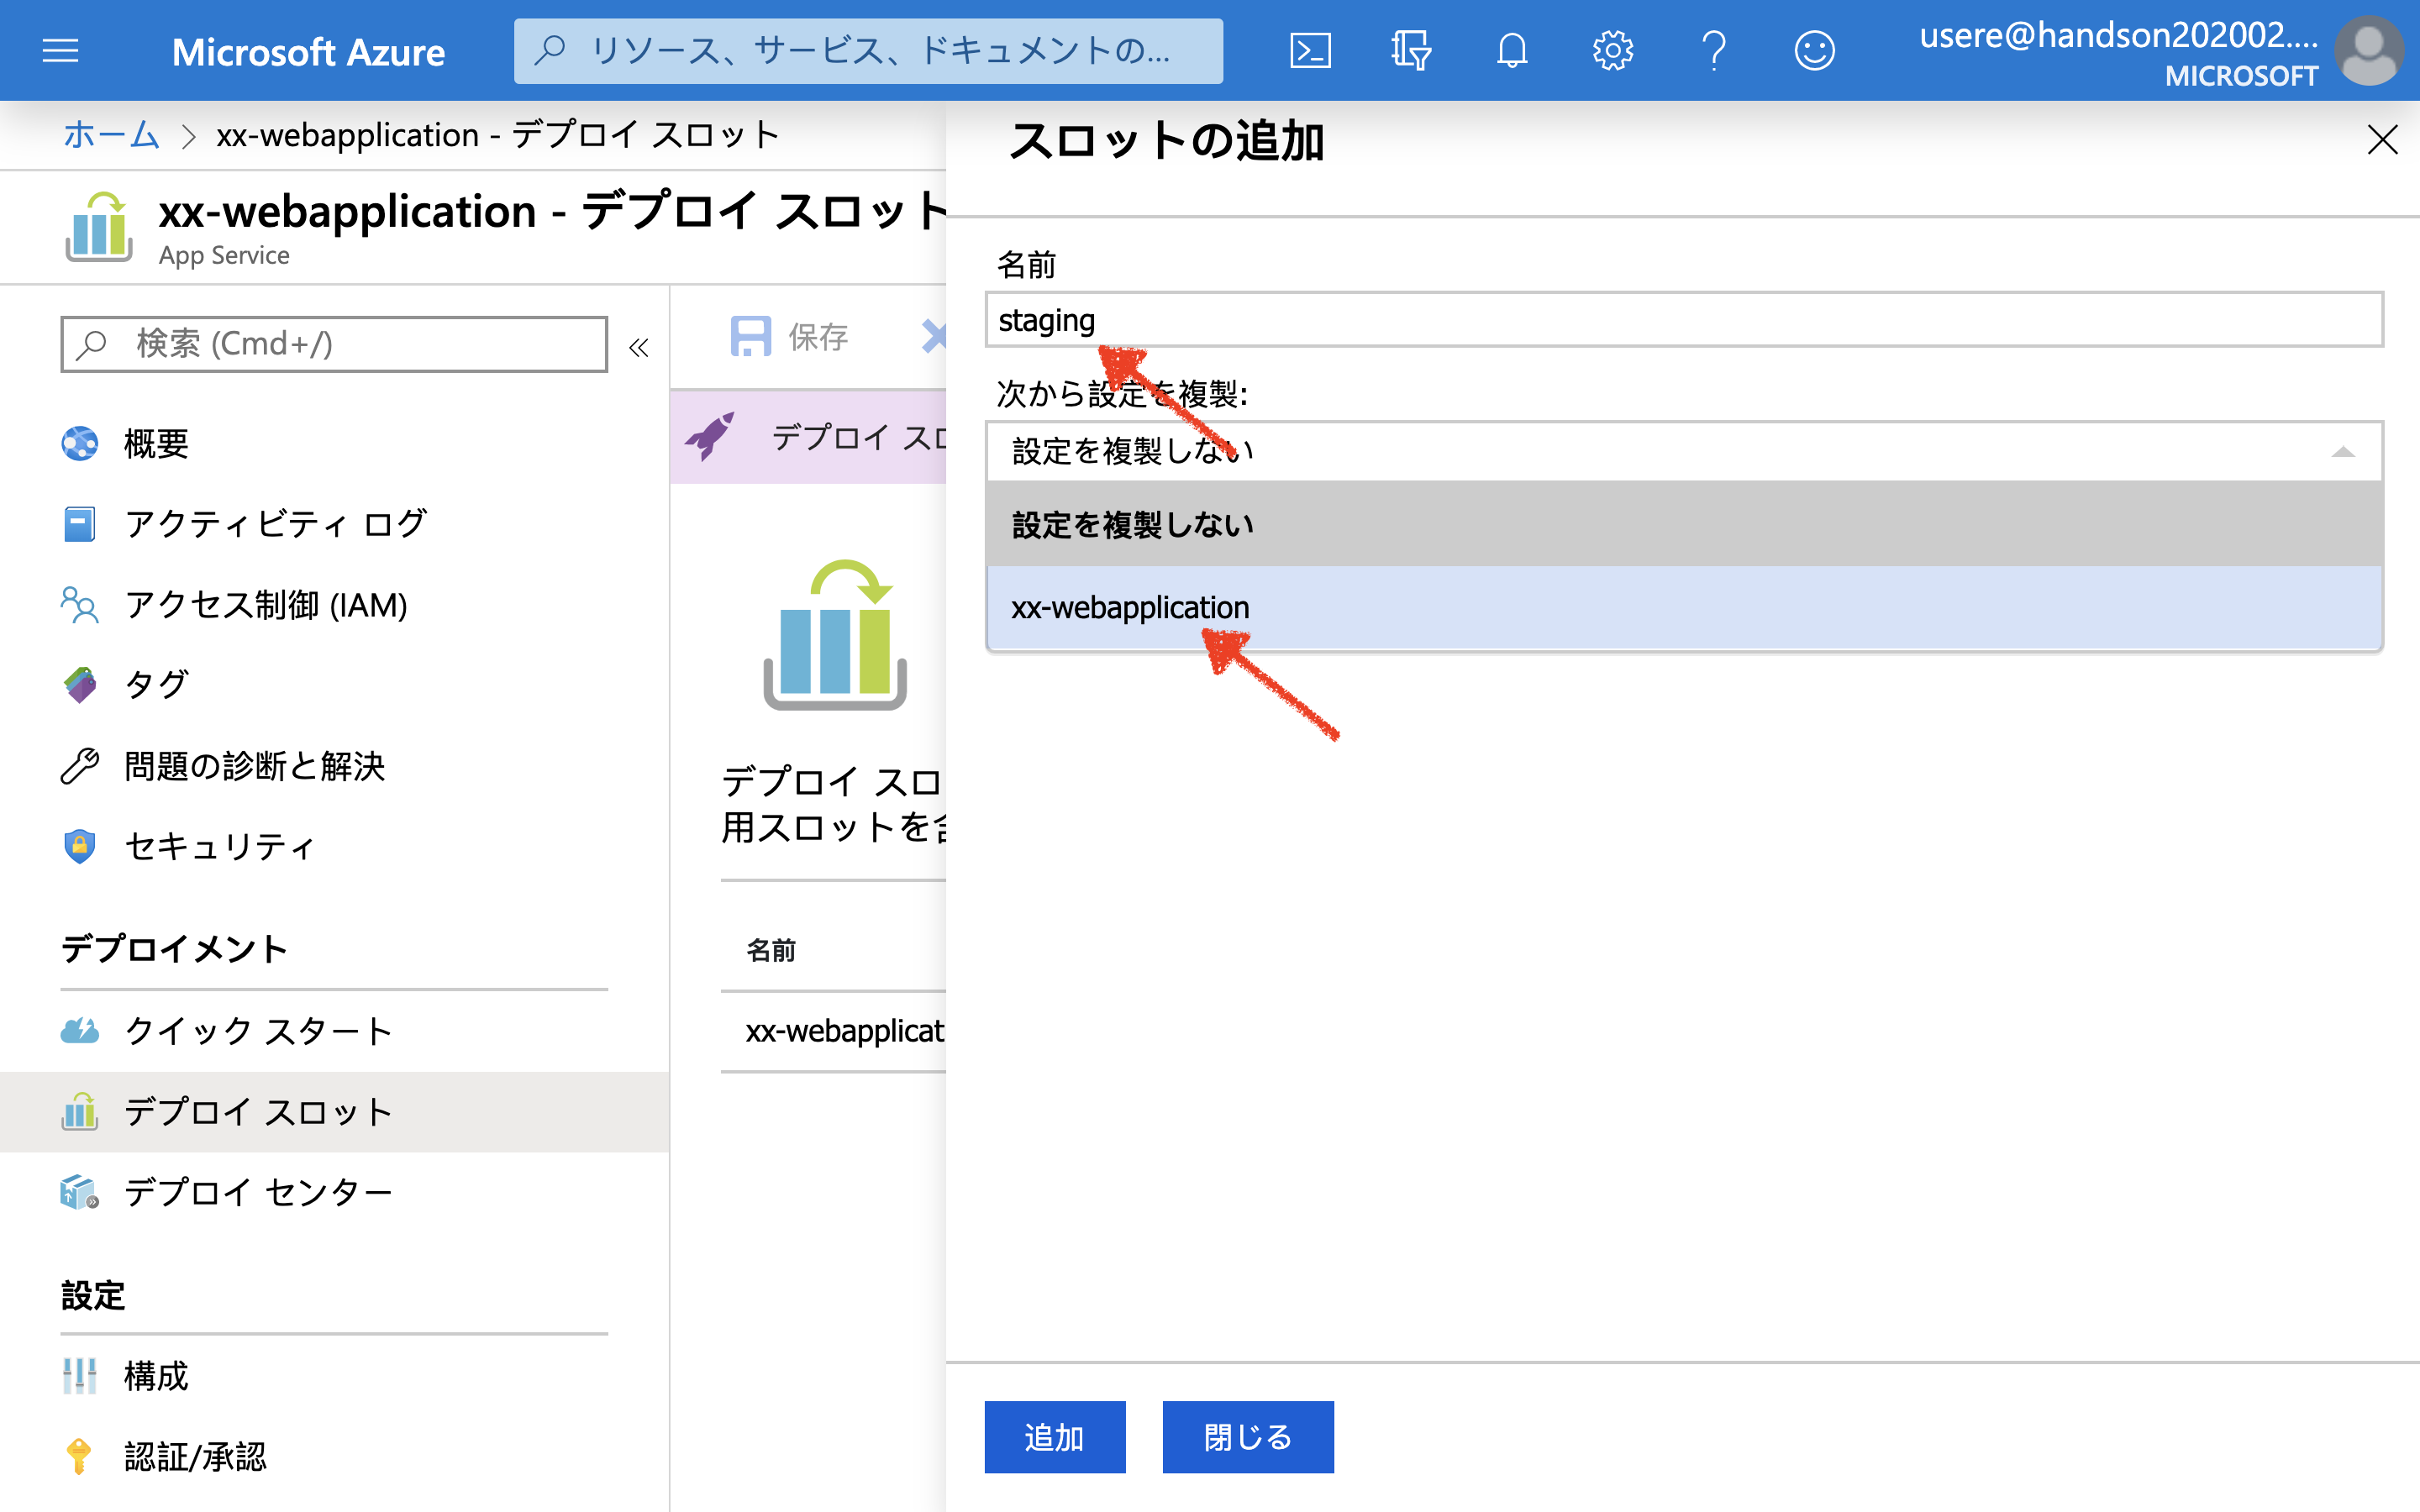 Microsoft Azure
リソース、サービス、ドキュメントの...
usere@handson202002....
MICROSOFT
ホーム > xx-webapplication - デプロイ スロット
xx-webapplication - デプロイ スロット
App Service
検索 (Cmd+/)
概要
アクティビティ ログ
アクセス制御 (IAM)
タグ
問題の診断と解決
セキュリティ
デプロイメント
クイック スタート
デプロイ スロット
デプロイ センター
設定
構成
認証/承認
保存
デプロイ スロ
デプロイ スロ
用スロットを含
名前
xx-webapplicat
スロットの追加
名前
staging
次から設定を複製:
設定を複製しない
設定を複製しない
xx-webapplication
追加
閉じる